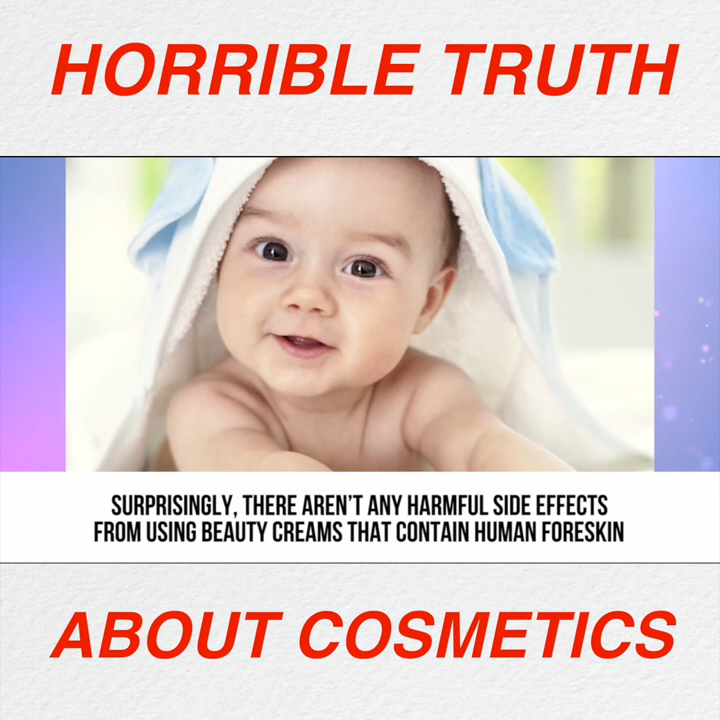 HORRIBLE TRUTH
SURPRISINGLY, THERE AREN'T ANY HARMFUL SIDE EFFECTS
FROM USING BEAUTY CREAMS THAT CONTAIN HUMAN FORESKIN
ABOUT COSMETICS